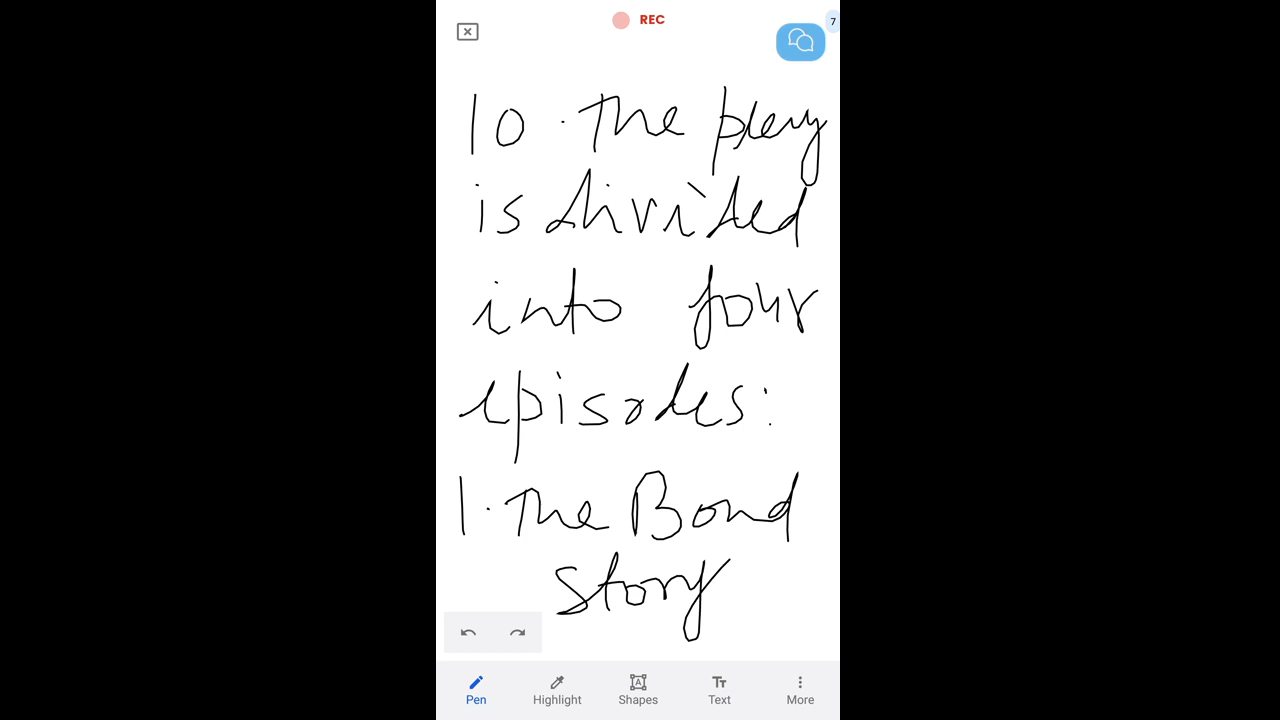 REC
7
10. The play
is divided
into four
episodes:
1. The Bond
Story
Pen Highlight Shapes Text More